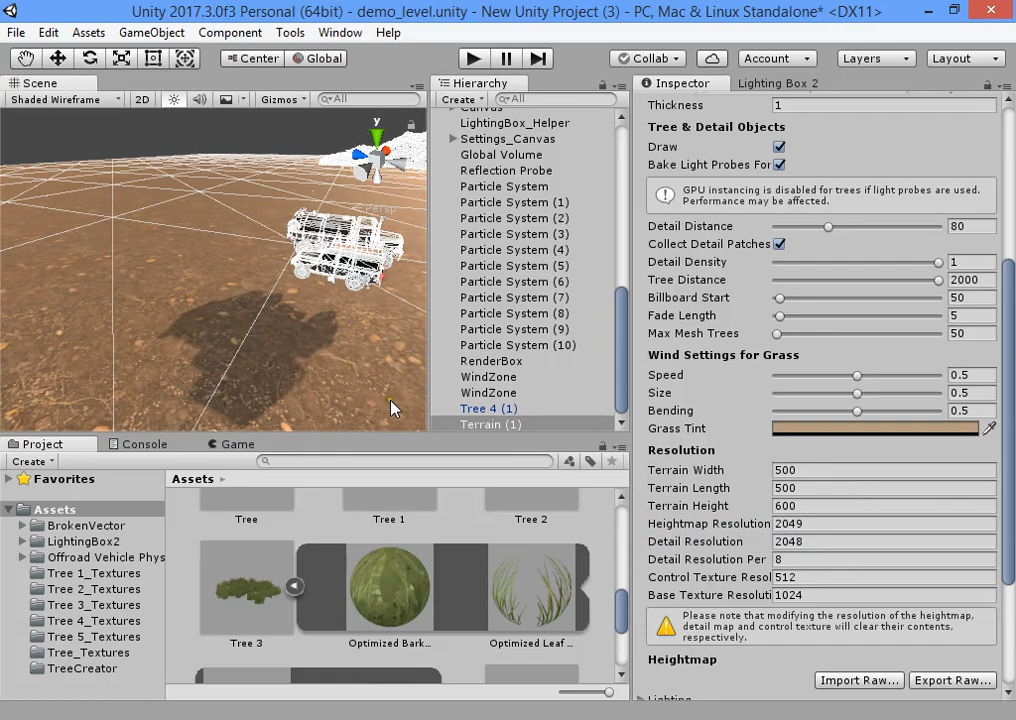 Unity 2017.3.0f3 Personal (64bit) - demo_level.unity - New Unity Project (3) - PC, Mac & Linux Standalone* <DX11>
File Edit Assets GameObject Component Tools Window Help
Center Global Collab Account Layers Layout
Scene
Shaded Wireframe 2D Gizmos All
y
Persp
Hierarchy
Create All
Canvas
LightingBox_Helper
Settings_Canvas
Global Volume
Reflection Probe
Particle System
Particle System (1)
Particle System (2)
Particle System (3)
Particle System (4)
Particle System (5)
Particle System (6)
Particle System (7)
Particle System (8)
Particle System (9)
Particle System (10)
RenderBox
WindZone
WindZone
Tree 4 (1)
Terrain (1)
Inspector Lighting Box 2
Thickness 1
Tree & Detail Objects
Draw
Bake Light Probes For
GPU instancing is disabled for trees if light probes are used.
Performance may be affected.
Detail Distance 80
Collect Detail Patches
Detail Density 1
Tree Distance 2000
Billboard Start 50
Fade Length 5
Max Mesh Trees 50
Wind Settings for Grass
Speed 0.5
Size 0.5
Bending 0.5
Grass Tint
Resolution
Terrain Width 500
Terrain Length 500
Terrain Height 600
Heightmap Resolution 2049
Detail Resolution 2048
Detail Resolution Per 8
Control Texture Resol 512
Base Texture Resoluti 1024
Please note that modifying the resolution of the heightmap,
detail map and control texture will clear their contents,
respectively.
Heightmap
Import Raw... Export Raw...
Lighting
Project Console Game
Create
Favorites
Assets
BrokenVector
LightingBox2
Offroad Vehicle Phys
Tree 1_Textures
Tree 2_Textures
Tree 3_Textures
Tree 4_Textures
Tree 5_Textures
Tree_Textures
TreeCreator
Assets
Tree Tree 1 Tree 2
Tree 3 Optimized Bark... Optimized Leaf ...